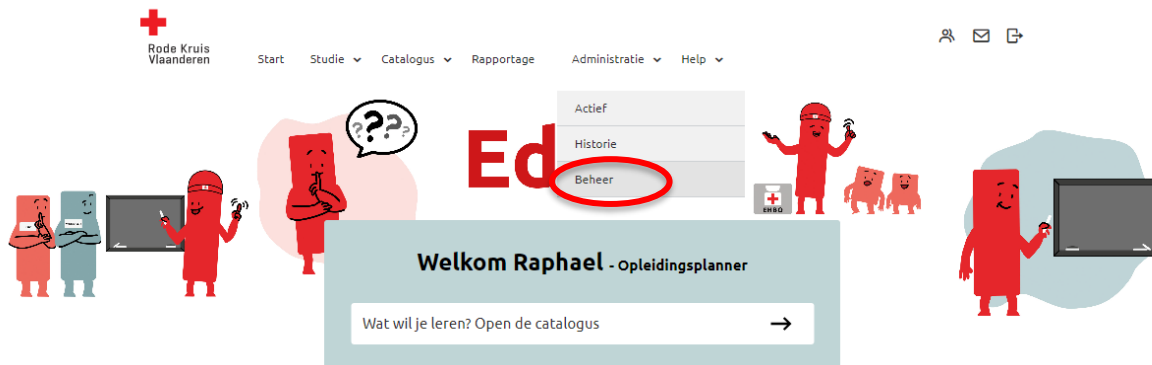 Rode Kruis
Vlaanderen
Start Studie Catalogus Rapportage Administratie Help
Actief
Historie
Beheer
???
Ed
EHBO
Welkom Raphael - Opleidingsplanner
Wat wil je leren? Open de catalogus